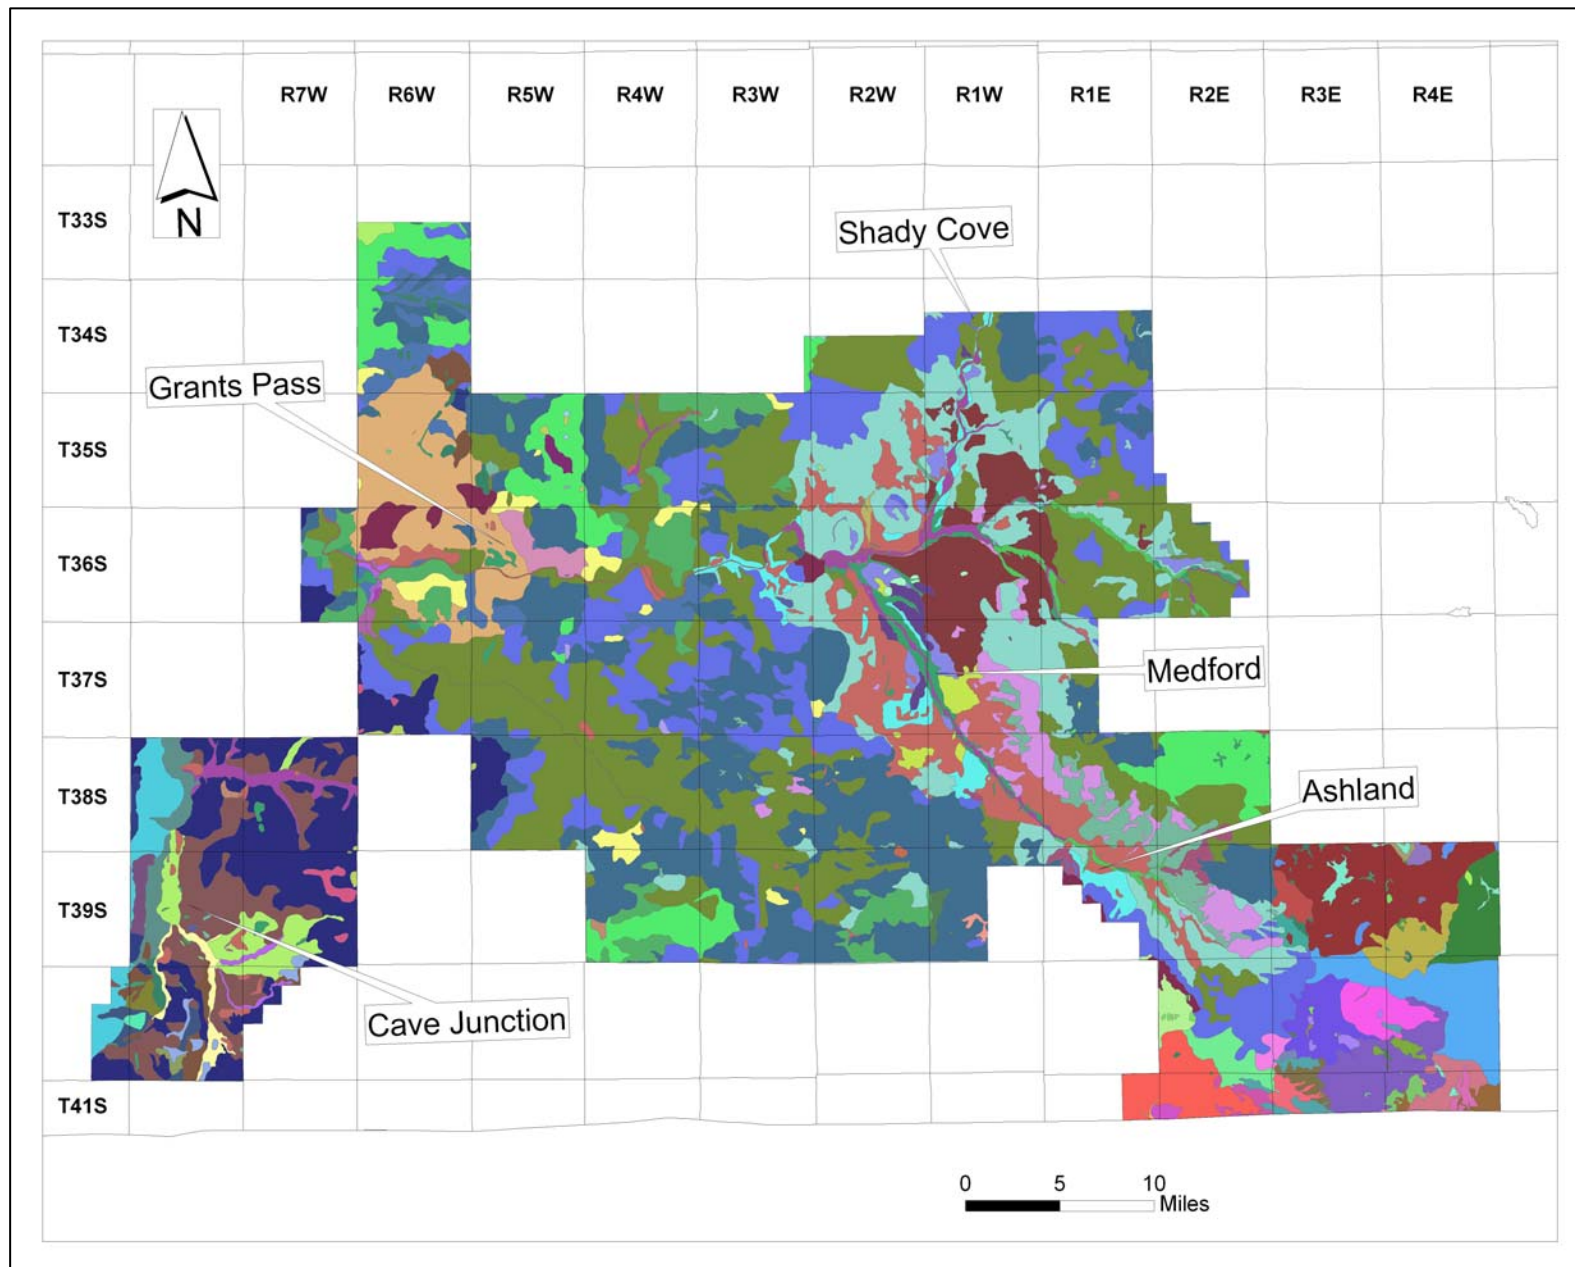 R7W R6W R5W R4W R3W R2W R1W R1E R2E R3E R4E
N
T33S
Shady Cove
T34S
Grants Pass
T35S
T36S
Medford
T37S
Ashland
T38S
T39S
Cave Junction
T41S
0 5 10
Miles